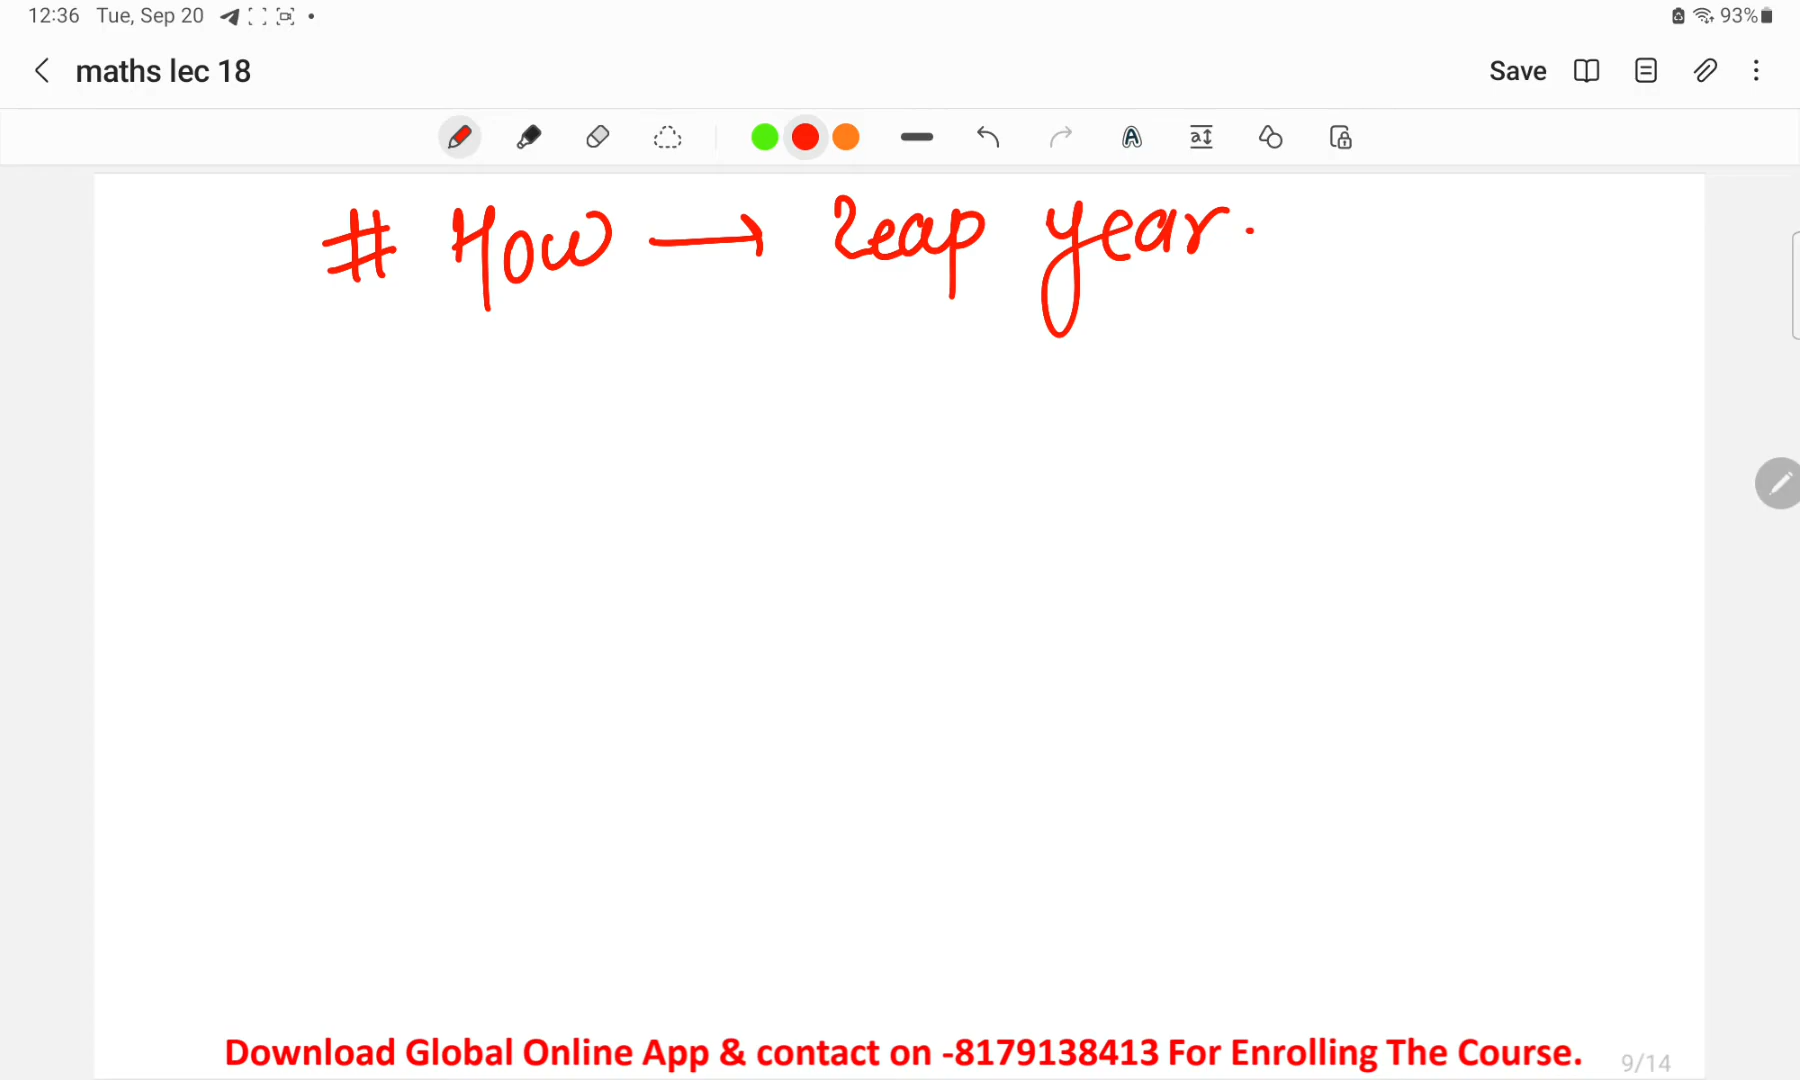 12:36 Tue, Sep 20 93%
maths lec 18
Save
# How → Leap year.
Download Global Online App & contact on -8179138413 For Enrolling The Course.
9/14